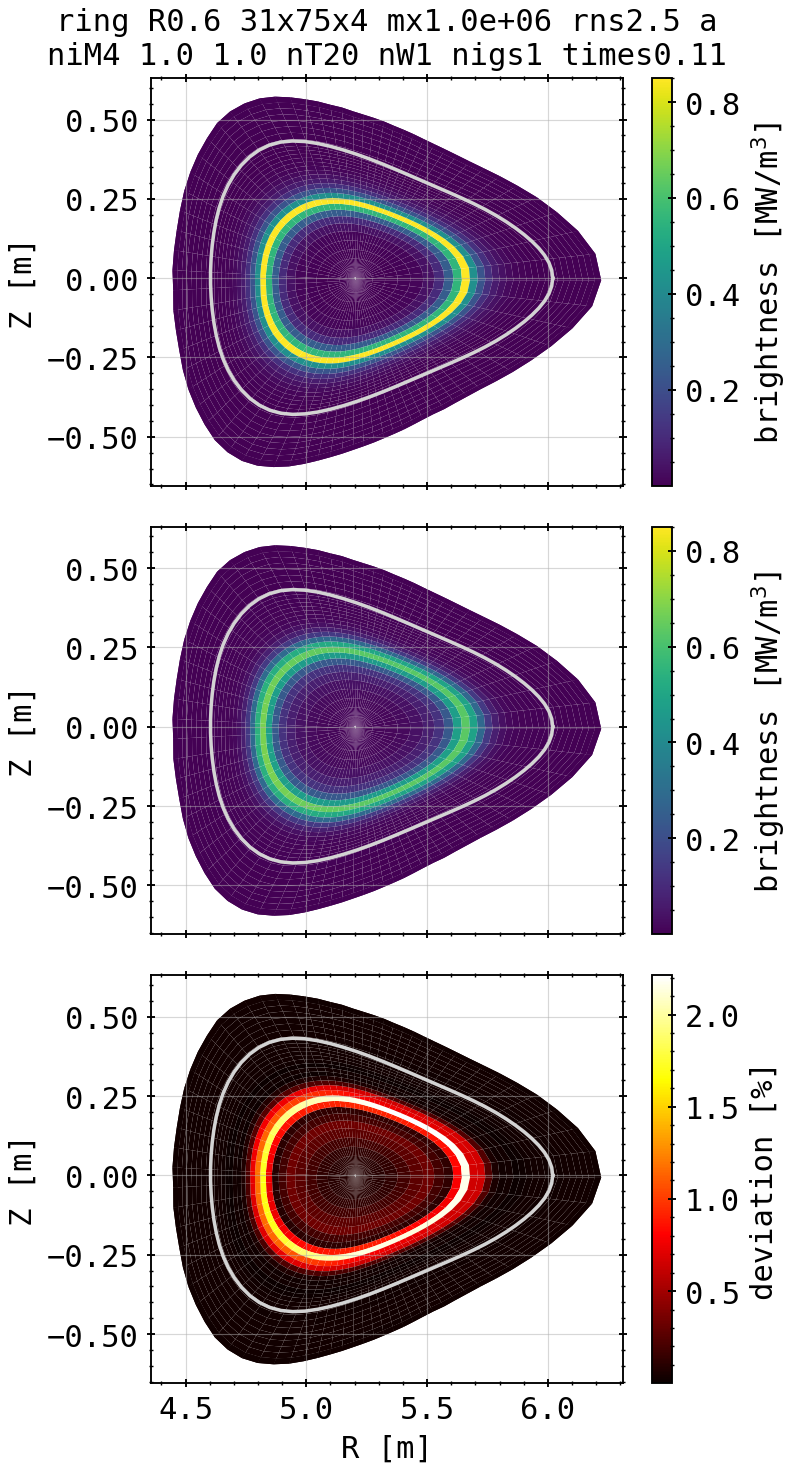 ring R0.6 31x75x4 mx1.0e+06 rns2.5 a
niM4 1.0 1.0 nT20 nW1 nigs1 times0.11
0.50
0.25
0.00
−0.25
−0.50
Z [m]
0.8
0.6
0.4
0.2
brightness [MW/m³]
0.50
0.25
0.00
−0.25
−0.50
Z [m]
0.8
0.6
0.4
0.2
brightness [MW/m³]
0.50
0.25
0.00
−0.25
−0.50
Z [m]
2.0
1.5
1.0
0.5
deviation [%]
4.5 5.0 5.5 6.0
R [m]